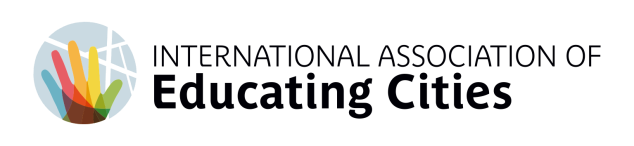 INTERNATIONAL ASSOCIATION OF
Educating Cities